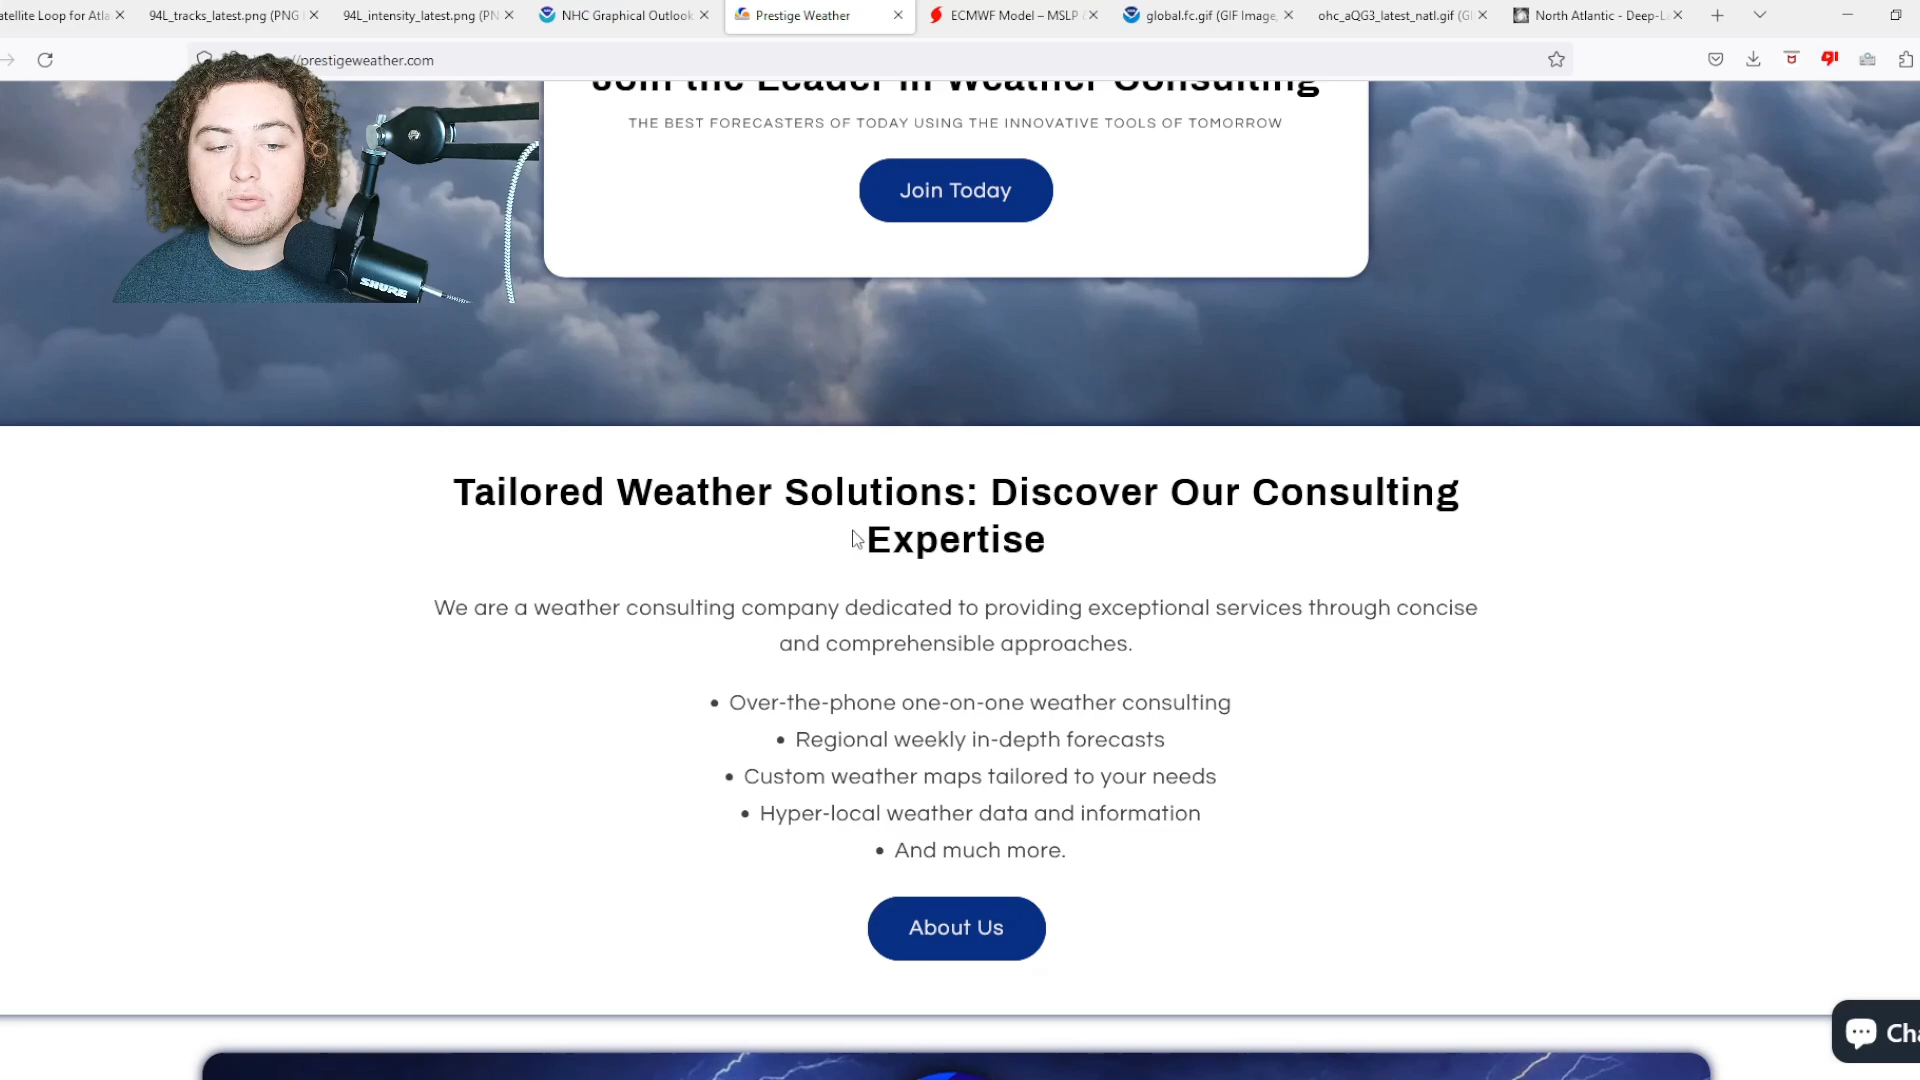 atellite Loop for Atla
94L_tracks_latest.png (PNG
94L_intensity_latest.png (PN
NHC Graphical Outlook
Prestige Weather
ECMWF Model – MSLP
global.fc.gif (GIF Image,
ohc_aQG3_latest_natl.gif (GI
North Atlantic - Deep-L
//prestigeweather.com
Join the Leader in Weather Consulting
THE BEST FORECASTERS OF TODAY USING THE INNOVATIVE TOOLS OF TOMORROW
Join Today
SHURE
Tailored Weather Solutions: Discover Our Consulting
Expertise
We are a weather consulting company dedicated to providing exceptional services through concise
and comprehensible approaches.
• Over-the-phone one-on-one weather consulting
• Regional weekly in-depth forecasts
• Custom weather maps tailored to your needs
• Hyper-local weather data and information
• And much more.
About Us
Cha